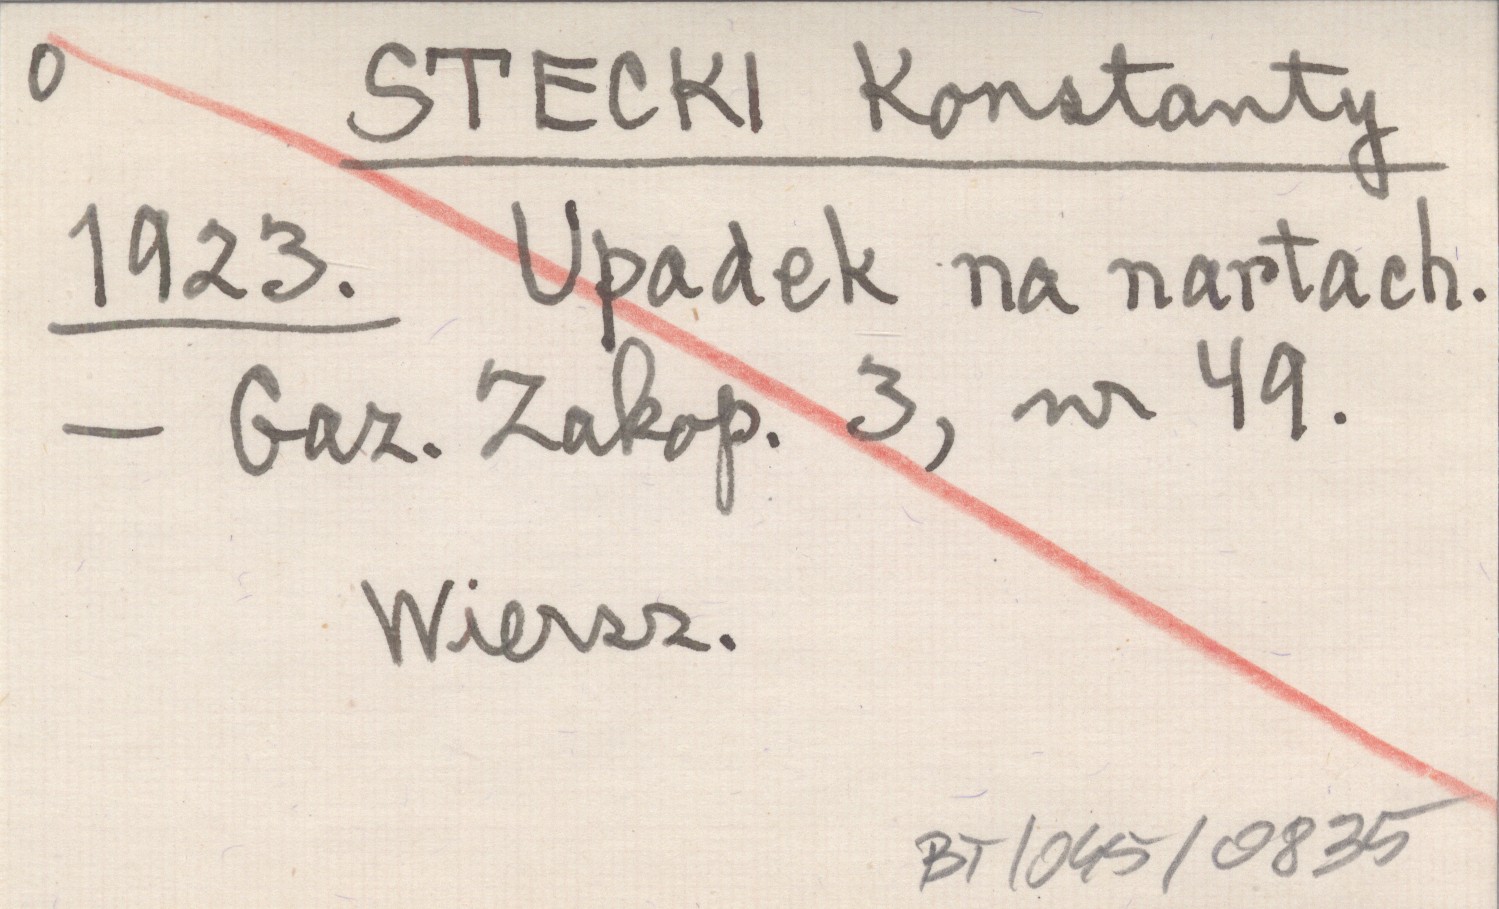 0 STECKI Konstanty
1923. Upadek na nartach.
— Gaz. Zakop. 3, nr 49.
Wiersz.
BT/045/0835